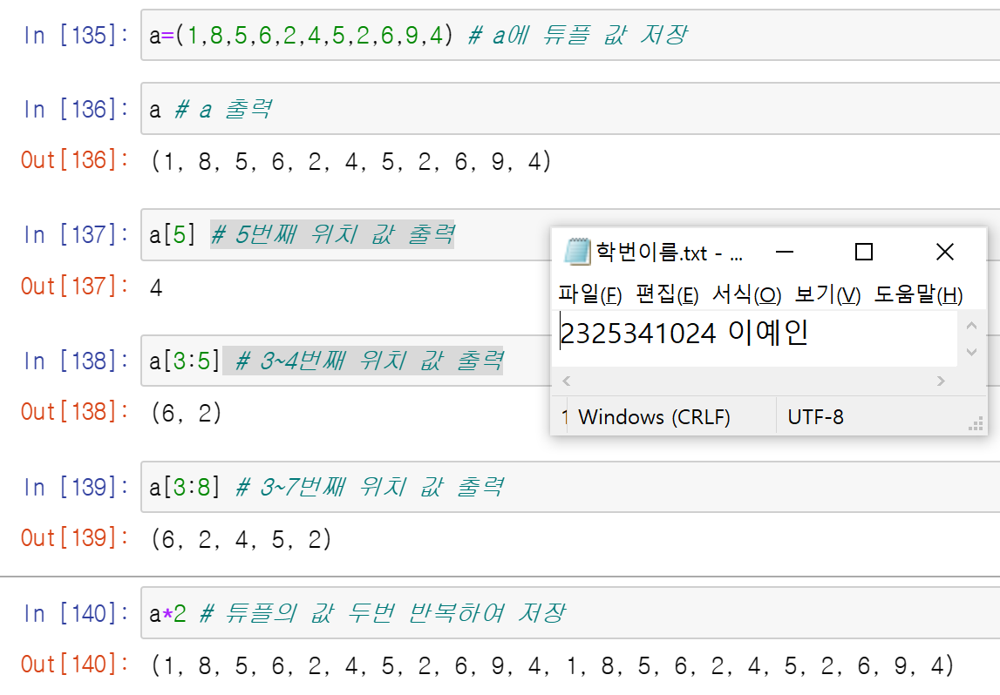 In [135]: a=(1,8,5,6,2,4,5,2,6,9,4) # a에 튜플 값 저장
In [136]: a # a 출력
Out[136]: (1, 8, 5, 6, 2, 4, 5, 2, 6, 9, 4)
In [137]: a[5] # 5번째 위치 값 출력
Out[137]: 4
In [138]: a[3:5] # 3~4번째 위치 값 출력
Out[138]: (6, 2)
In [139]: a[3:8] # 3~7번째 위치 값 출력
Out[139]: (6, 2, 4, 5, 2)
In [140]: a*2 # 튜플의 값 두번 반복하여 저장
Out[140]: (1, 8, 5, 6, 2, 4, 5, 2, 6, 9, 4, 1, 8, 5, 6, 2, 4, 5, 2, 6, 9, 4)
학번이름.txt - ...
파일(F) 편집(E) 서식(O) 보기(V) 도움말(H)
2325341024 이예인
1 Windows (CRLF) UTF-8